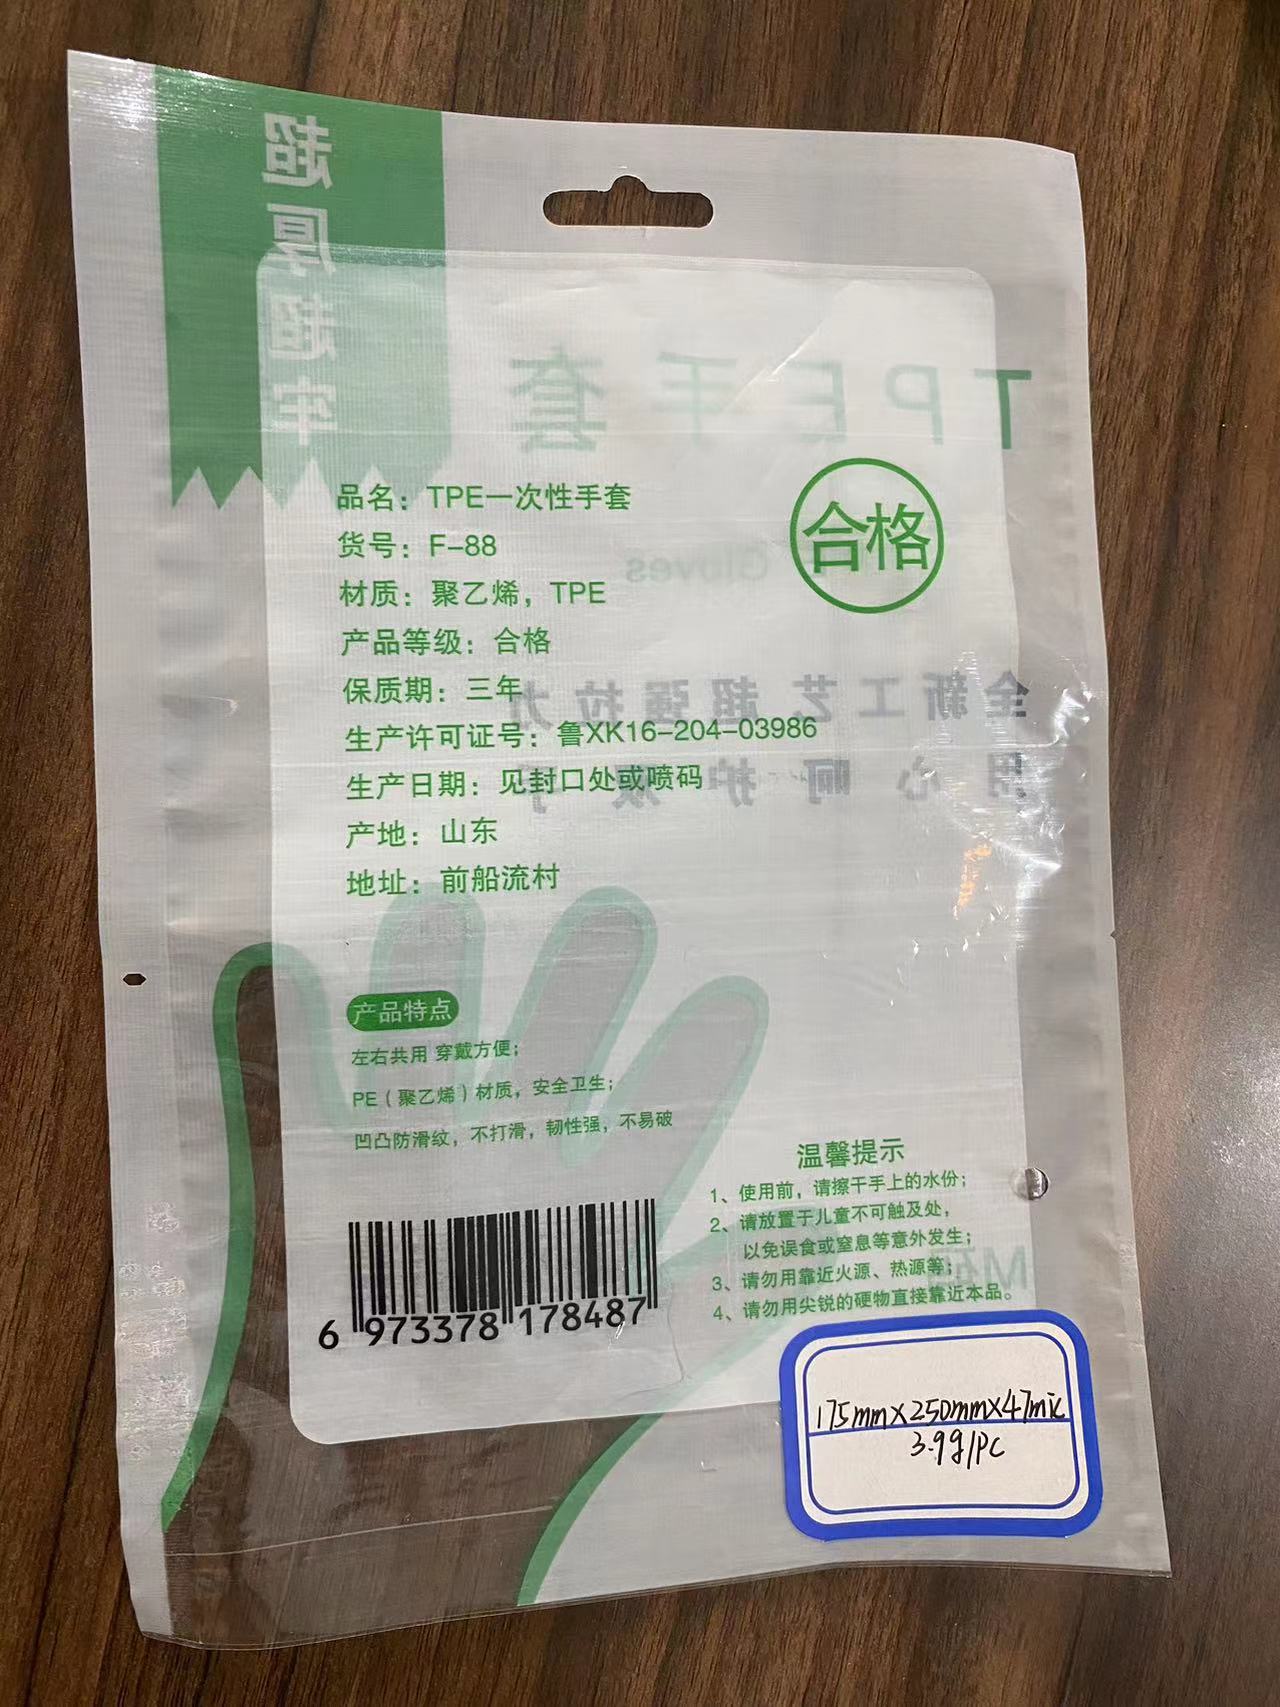 超厚超牢
TPE手套
Gloves
全新工艺超强拉力
用心呵护双手
品名：TPE一次性手套
货号：F-88
材质：聚乙烯，TPE
产品等级：合格
保质期：三年
生产许可证号：鲁XK16-204-03986
生产日期：见封口处或喷码
产地：山东
地址：前船流村
合格
产品特点
左右共用 穿戴方便；
PE（聚乙烯）材质，安全卫生；
凹凸防滑纹，不打滑，韧性强，不易破
温馨提示
1、使用前，请擦干手上的水份；
2、请放置于儿童不可触及处，
以免误食或窒息等意外发生；
3、请勿用靠近火源、热源等；
4、请勿用尖锐的硬物直接靠近本品。
M码
6 973378 178487
175mm×250mm×47mic
3.9g/pc